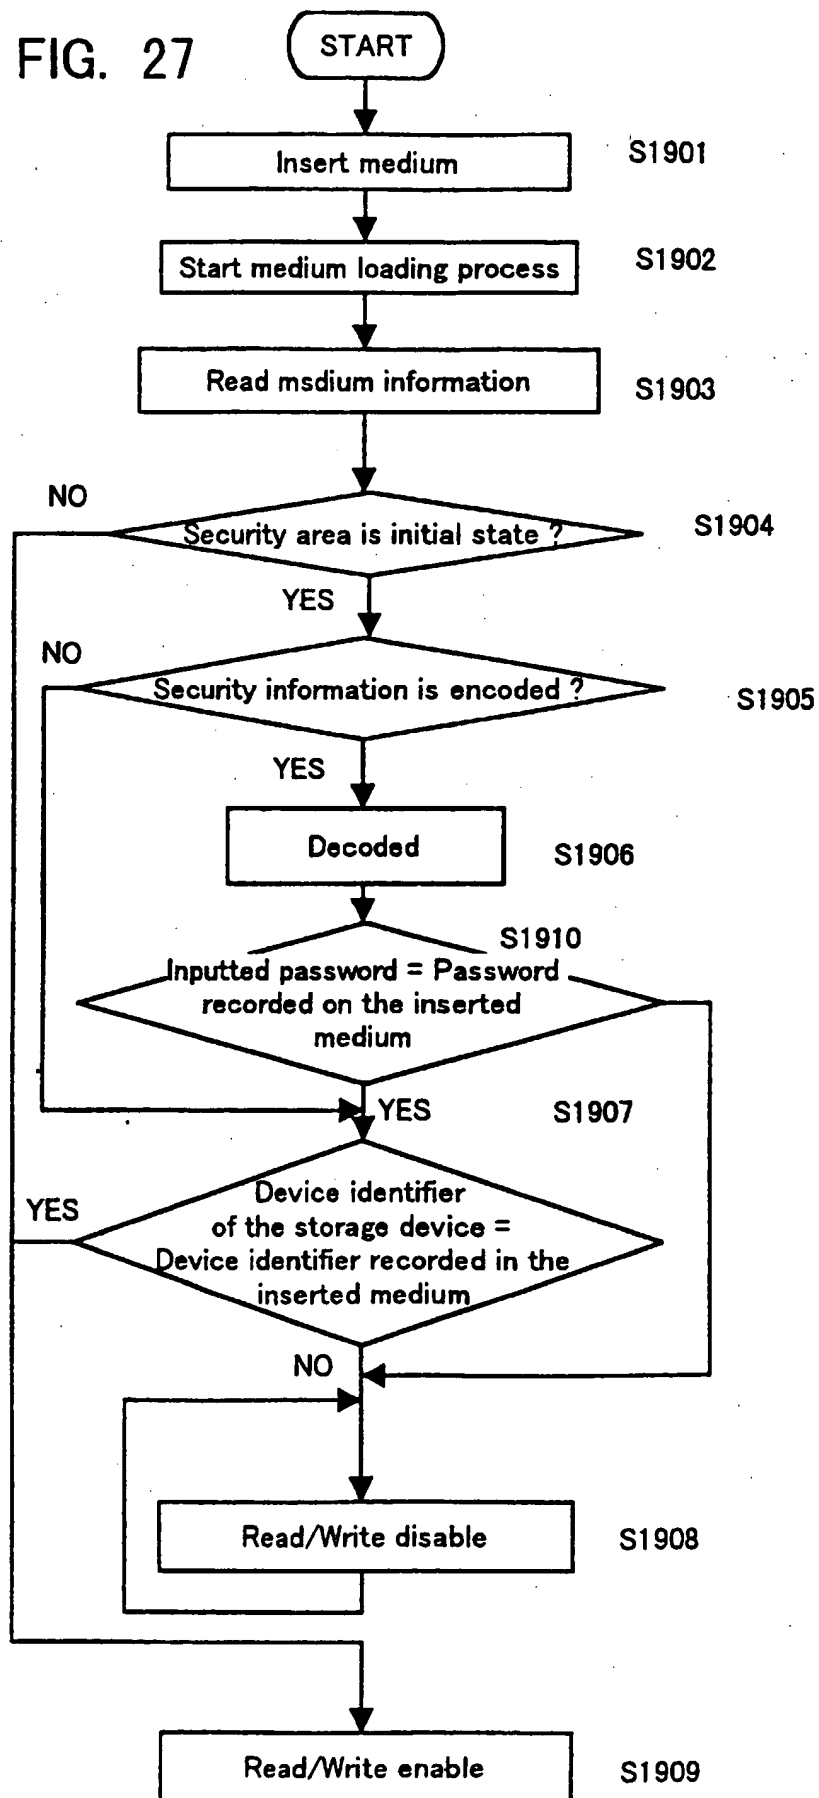 FIG. 27
START
Insert medium
S1901
Start medium loading process
S1902
Read msdium information
S1903
NO
Security area is initial state ?
S1904
YES
NO
Security information is encoded ?
S1905
YES
Decoded
S1906
S1910
Inputted password = Password
recorded on the inserted
medium
YES
S1907
YES
Device identifier
of the storage device =
Device identifier recorded in the
inserted medium
NO
Read/Write disable
S1908
Read/Write enable
S1909